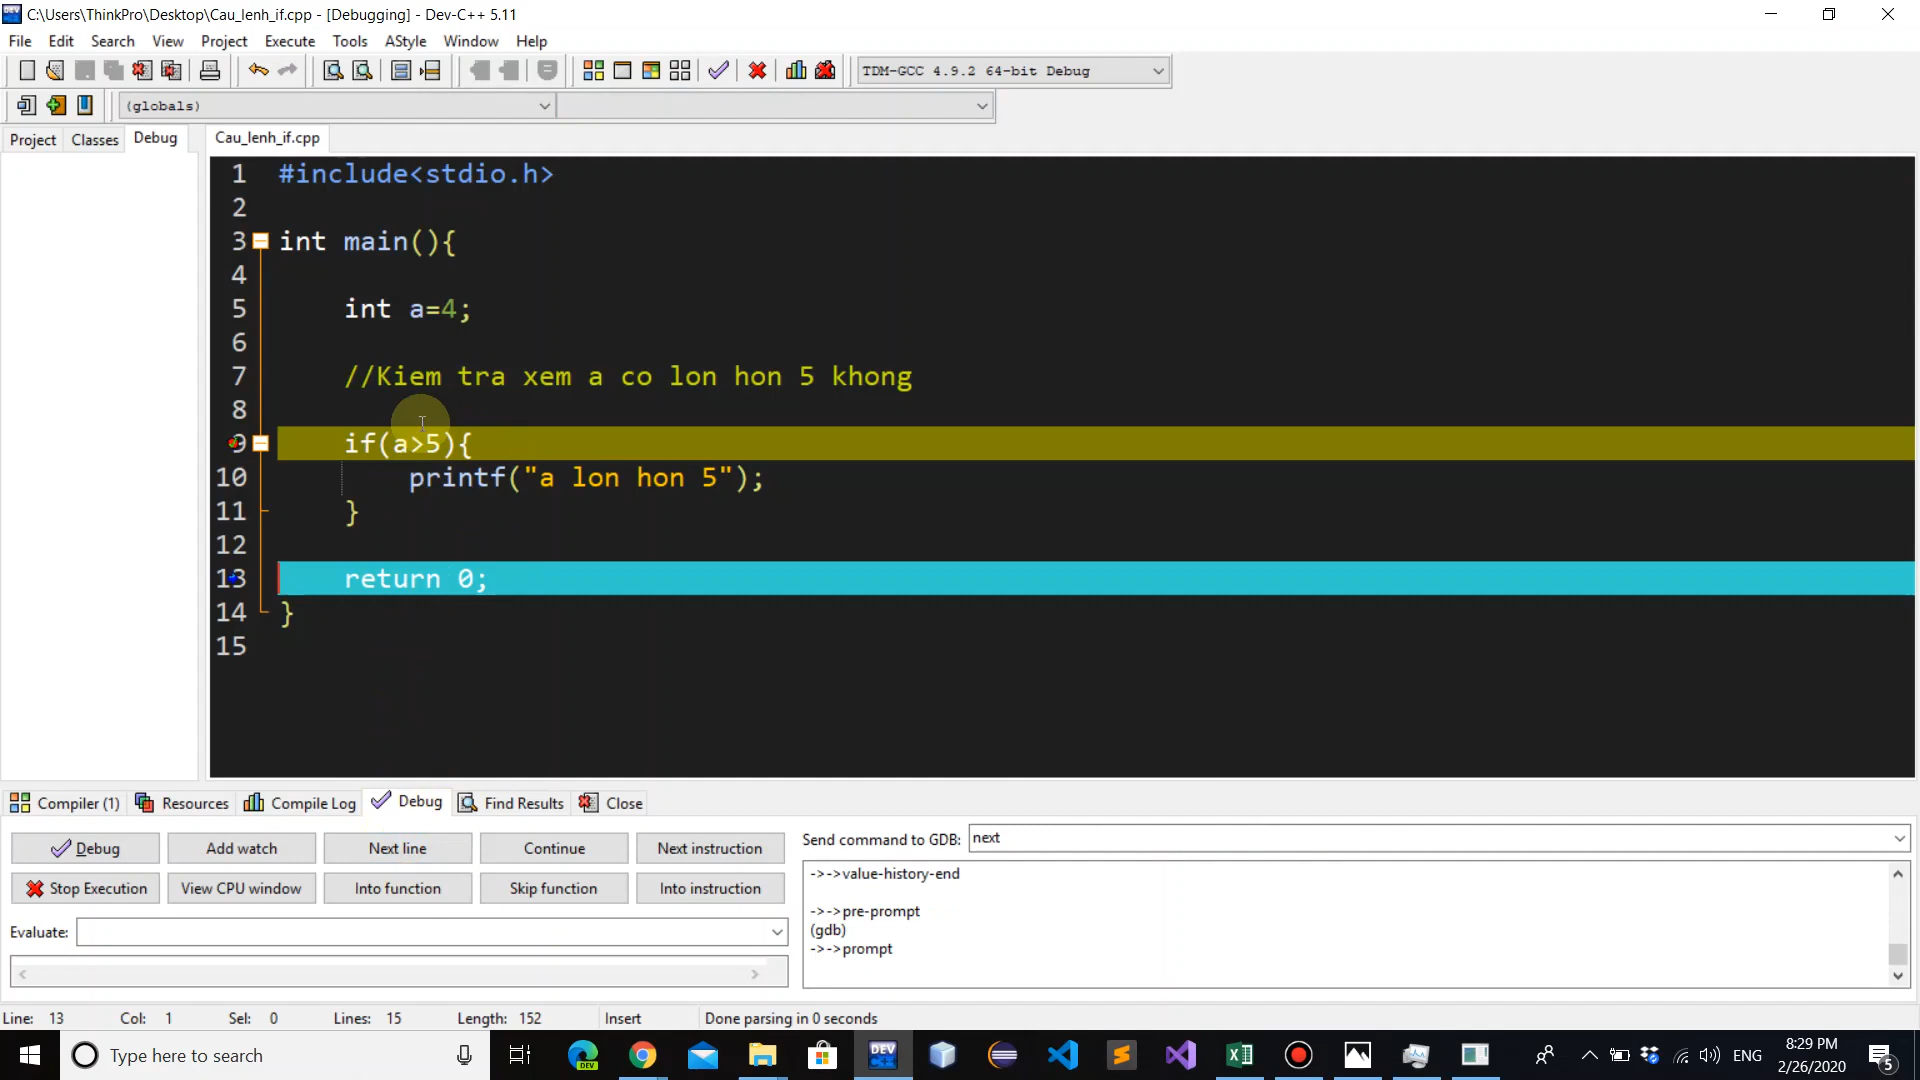 C:\Users\ThinkPro\Desktop\Cau_lenh_if.cpp - [Debugging] - Dev-C++ 5.11
File Edit Search View Project Execute Tools AStyle Window Help
TDM-GCC 4.9.2 64-bit Debug
(globals)
Project Classes Debug Cau_lenh_if.cpp
1 #include<stdio.h>
2
3 int main(){
4
5 int a=4;
6
7 //Kiem tra xem a co lon hon 5 khong
8
9 if(a>5){
10 printf("a lon hon 5");
11 }
12
13 return 0;
14 }
15
Compiler (1) Resources Compile Log Debug Find Results Close
Debug Add watch Next line Continue Next instruction Send command to GDB: next
Stop Execution View CPU window Into function Skip function Into instruction
->->value-history-end
->->pre-prompt
(gdb)
->->prompt
Evaluate:
Line: 13 Col: 1 Sel: 0 Lines: 15 Length: 152 Insert Done parsing in 0 seconds
Type here to search
DEV
DEV
ENG
8:29 PM
2/26/2020
5